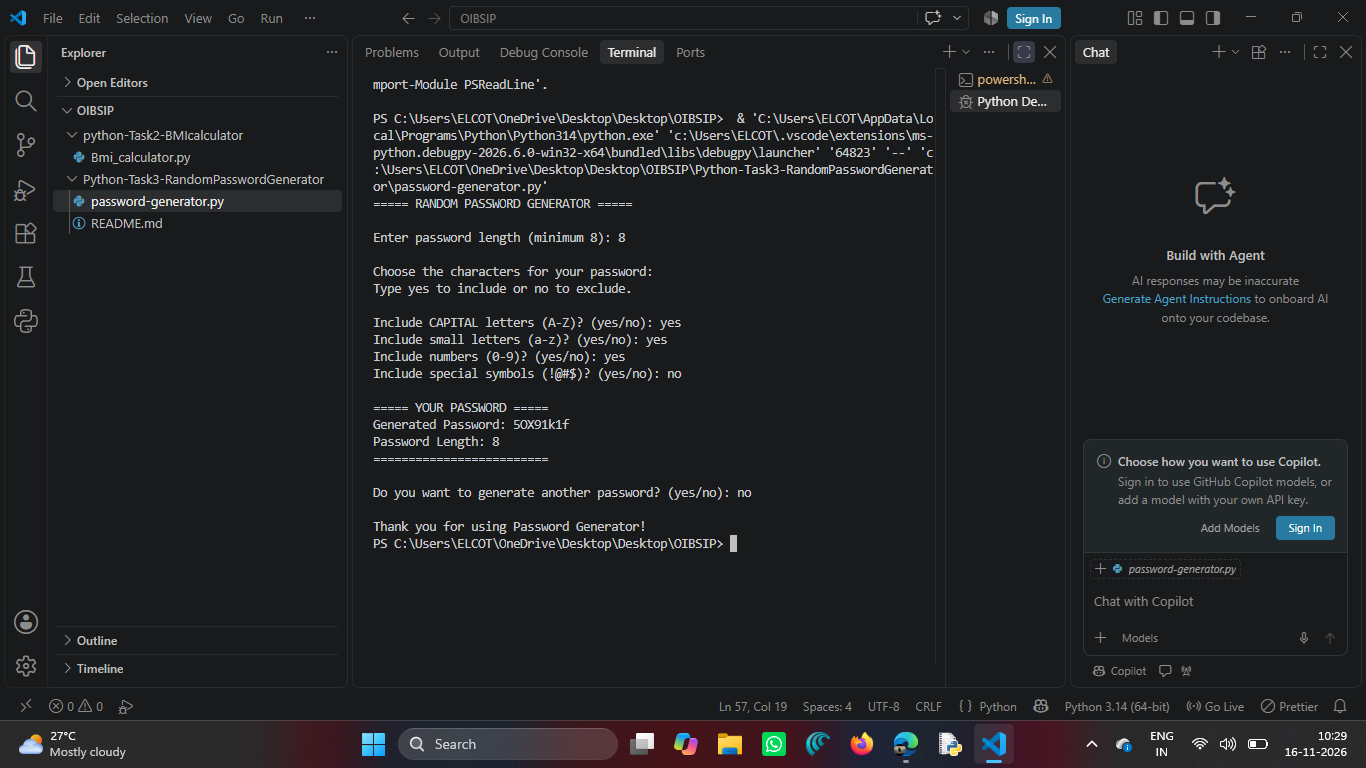 File Edit Selection View Go Run ···
OIBSIP
Sign In
Explorer
Open Editors
OIBSIP
python-Task2-BMIcalculator
Bmi_calculator.py
Python-Task3-RandomPasswordGenerator
password-generator.py
README.md
Outline
Timeline
Problems Output Debug Console Terminal Ports
mport-Module PSReadLine'.
PS C:\Users\ELCOT\OneDrive\Desktop\Desktop\OIBSIP>  & 'C:\Users\ELCOT\AppData\Lo
cal\Programs\Python\Python314\python.exe' 'c:\Users\ELCOT\.vscode\extensions\ms-
python.debugpy-2026.6.0-win32-x64\bundled\libs\debugpy\launcher' '64823' '--' 'c
:\Users\ELCOT\OneDrive\Desktop\Desktop\OIBSIP\Python-Task3-RandomPasswordGenerat
or\password-generator.py'
===== RANDOM PASSWORD GENERATOR =====
Enter password length (minimum 8): 8
Choose the characters for your password:
Type yes to include or no to exclude.
Include CAPITAL letters (A-Z)? (yes/no): yes
Include small letters (a-z)? (yes/no): yes
Include numbers (0-9)? (yes/no): yes
Include special symbols (!@#$)? (yes/no): no
===== YOUR PASSWORD =====
Generated Password: 5OX91k1f
Password Length: 8
=========================
Do you want to generate another password? (yes/no): no
Thank you for using Password Generator!
PS C:\Users\ELCOT\OneDrive\Desktop\Desktop\OIBSIP>
powersh...
Python De...
Chat
Build with Agent
AI responses may be inaccurate
Generate Agent Instructions to onboard AI
onto your codebase.
Choose how you want to use Copilot.
Sign in to use GitHub Copilot models, or
add a model with your own API key.
Add Models Sign In
password-generator.py
Chat with Copilot
Models
Copilot
0 0
Ln 57, Col 19 Spaces: 4 UTF-8 CRLF { } Python Python 3.14 (64-bit) Go Live Prettier
27°C
Mostly cloudy
Search
ENG
IN
10:29
16-11-2026